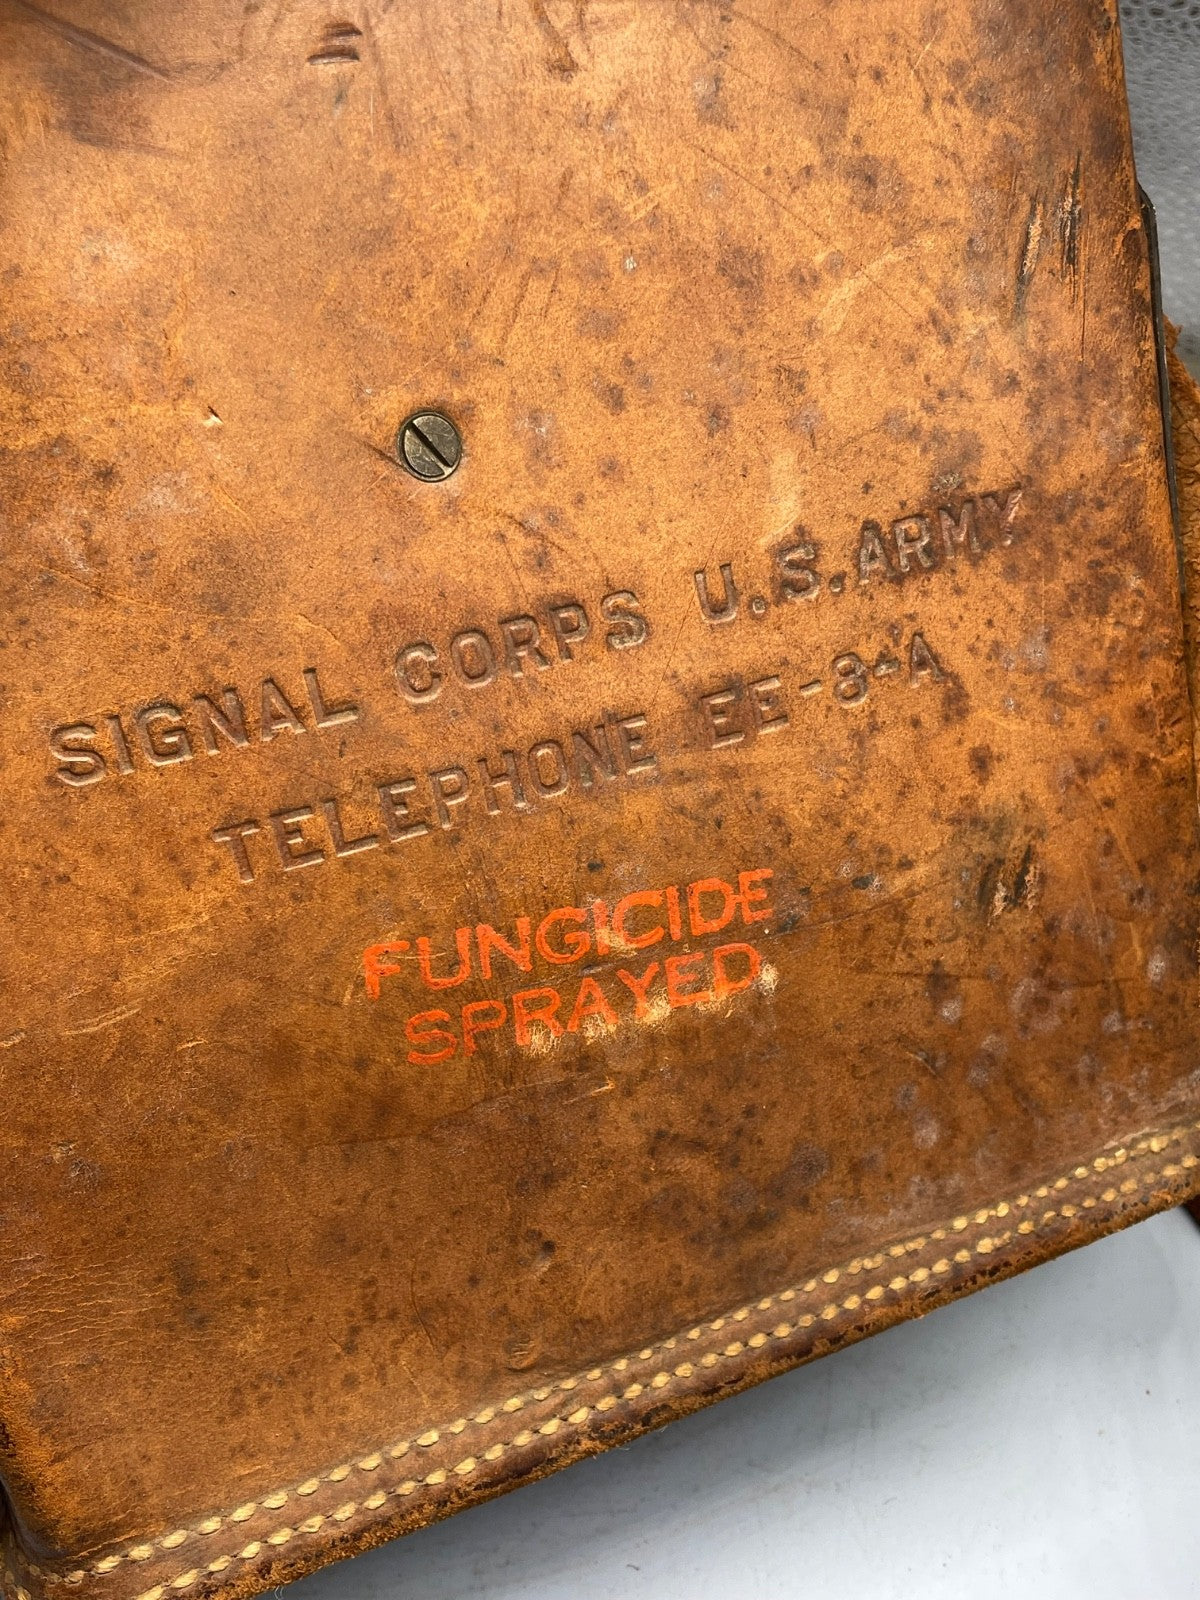 SIGNAL CORPS U.S.ARMY
TELEPHONE EE-8-A
FUNGICIDE
SPRAYED